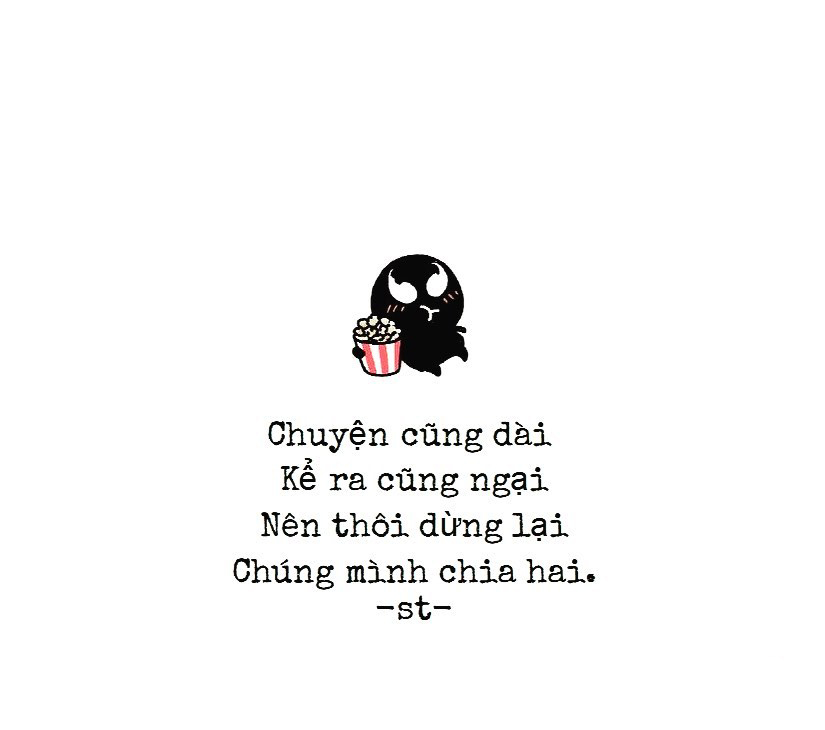 Chuyện cũng dài
Kể ra cũng ngại
Nên thôi dừng lại
Chúng mình chia hai.
-st-